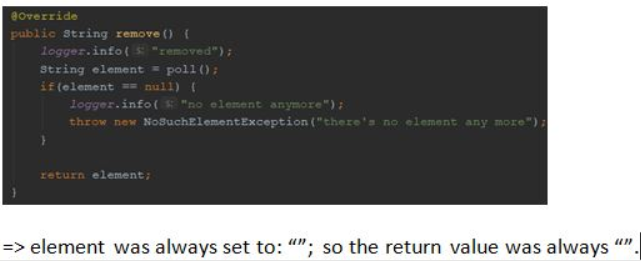 @Override
public String remove() {
logger.info( s: "removed");
String element = poll();
if(element == null) {
logger.info( s: "no element anymore");
throw new NoSuchElementException("there's no element any more");
}
return element;
}
=> element was always set to: “”; so the return value was always “”.